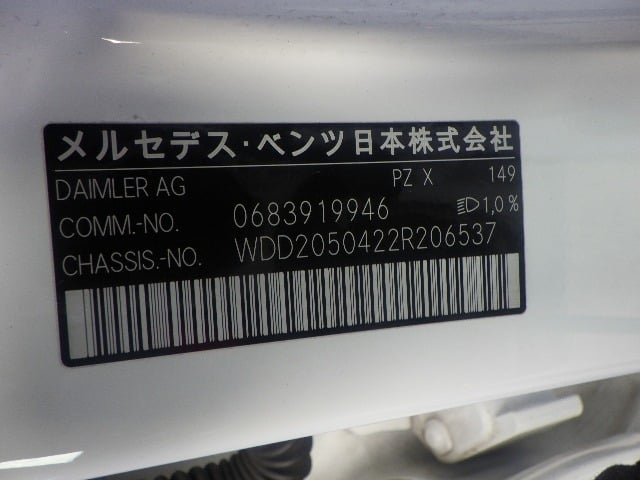 メルセデス・ベンツ日本株式会社
DAIMLER AG PZ X 149
COMM.-NO. 0683919946 1,0%
CHASSIS.-NO. WDD2050422R206537